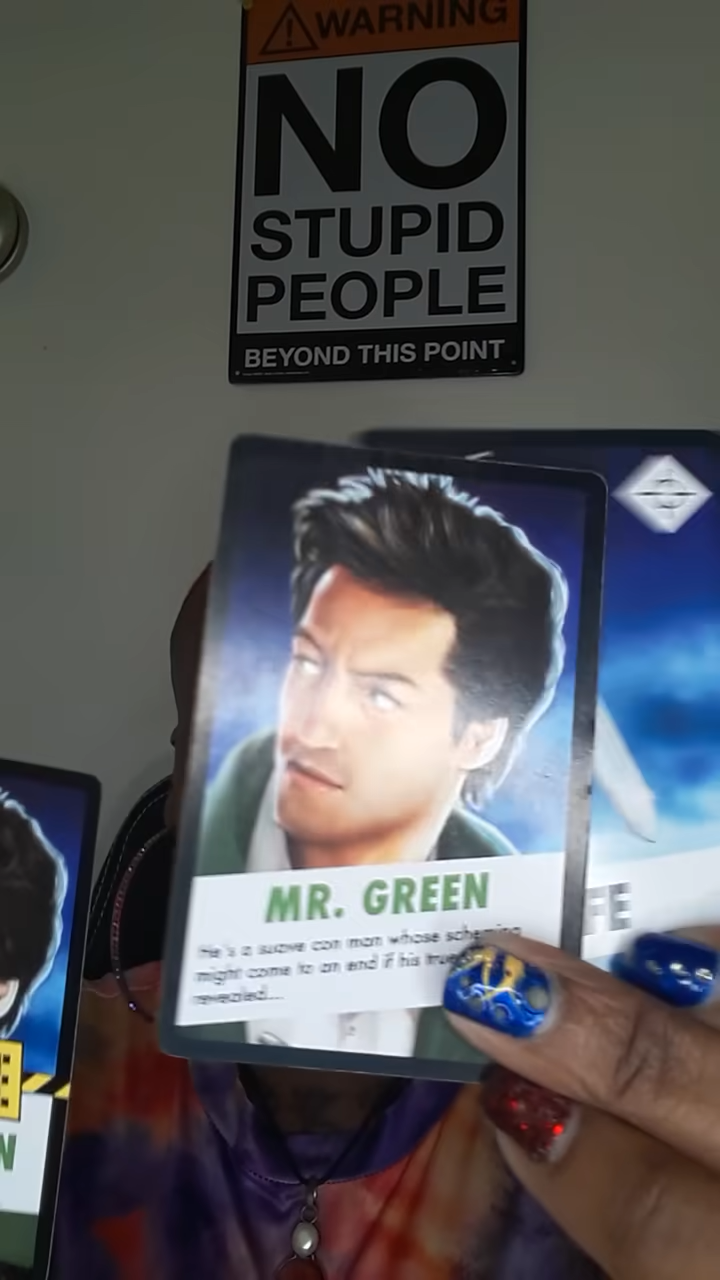 WARNING
NO
STUPID
PEOPLE
BEYOND THIS POINT
MR. GREEN
He's a suave con man whose scheming
might come to an end if his true
revealed...
FE
N